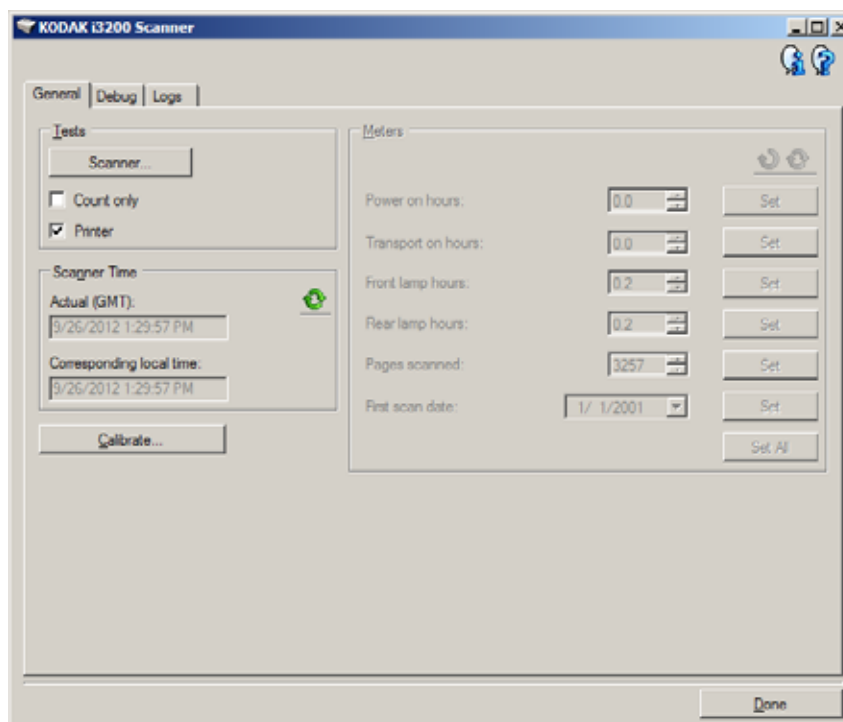 KODAK i3200 Scanner
General Debug Logs
Tests
Scanner...
Count only
Printer
Scanner Time
Actual (GMT):
9/26/2012 1:29:57 PM
Corresponding local time:
9/26/2012 1:29:57 PM
Calibrate...
Meters
Power on hours: 0.0 Set
Transport on hours: 0.0 Set
Front lamp hours: 0.2 Set
Rear lamp hours: 0.2 Set
Pages scanned: 3257 Set
First scan date: 1/ 1/2001 Set
Set All
Done